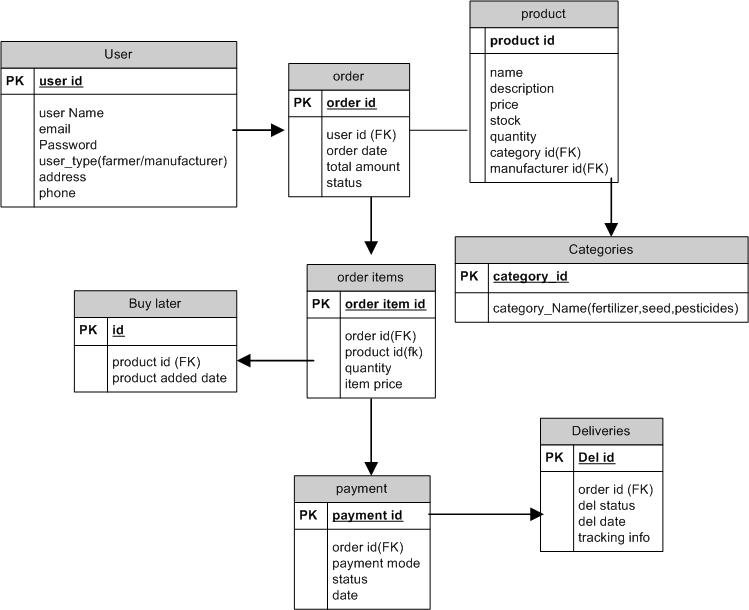 User
PK user id
user Name
email
Password
user_type(farmer/manufacturer)
address
phone
order
PK order id
user id (FK)
order date
total amount
status
product
product id
name
description
price
stock
quantity
category id(FK)
manufacturer id(FK)
Categories
PK category_id
category_Name(fertilizer,seed,pesticides)
order items
PK order item id
order id(FK)
product id(fk)
quantity
item price
Buy later
PK id
product id (FK)
product added date
payment
PK payment id
order id(FK)
payment mode
status
date
Deliveries
PK Del id
order id (FK)
del status
del date
tracking info